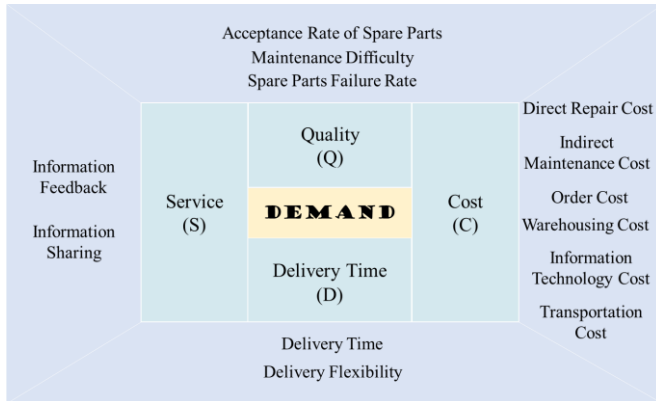 Acceptance Rate of Spare Parts
Maintenance Difficulty
Spare Parts Failure Rate
Information
Feedback
Information
Sharing
Service
(S)
Quality
(Q)
DEMAND
Delivery Time
(D)
Cost
(C)
Direct Repair Cost
Indirect
Maintenance Cost
Order Cost
Warehousing Cost
Information
Technology Cost
Transportation
Cost
Delivery Time
Delivery Flexibility